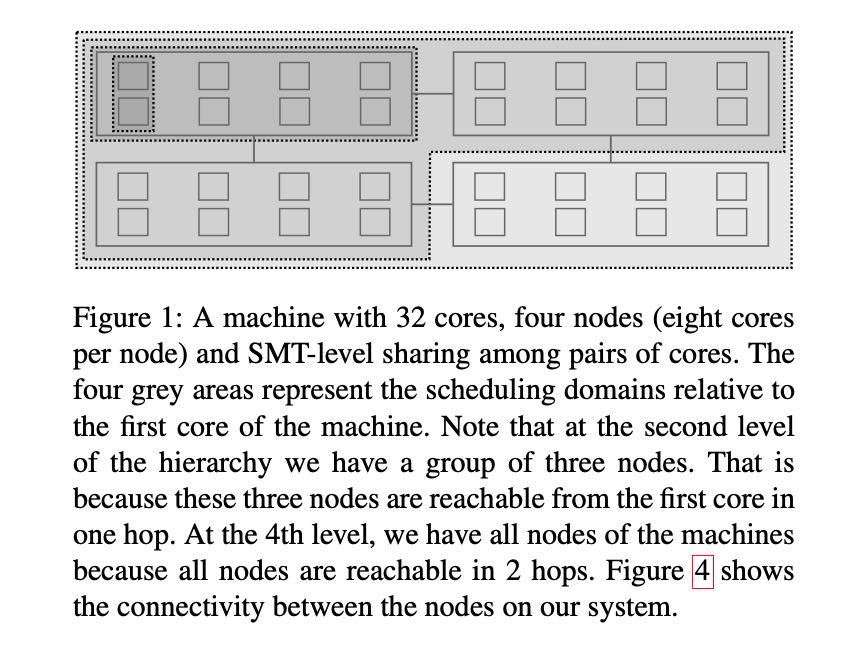 Figure 1: A machine with 32 cores, four nodes (eight cores
per node) and SMT-level sharing among pairs of cores. The
four grey areas represent the scheduling domains relative to
the first core of the machine. Note that at the second level
of the hierarchy we have a group of three nodes. That is
because these three nodes are reachable from the first core in
one hop. At the 4th level, we have all nodes of the machines
because all nodes are reachable in 2 hops. Figure 4 shows
the connectivity between the nodes on our system.